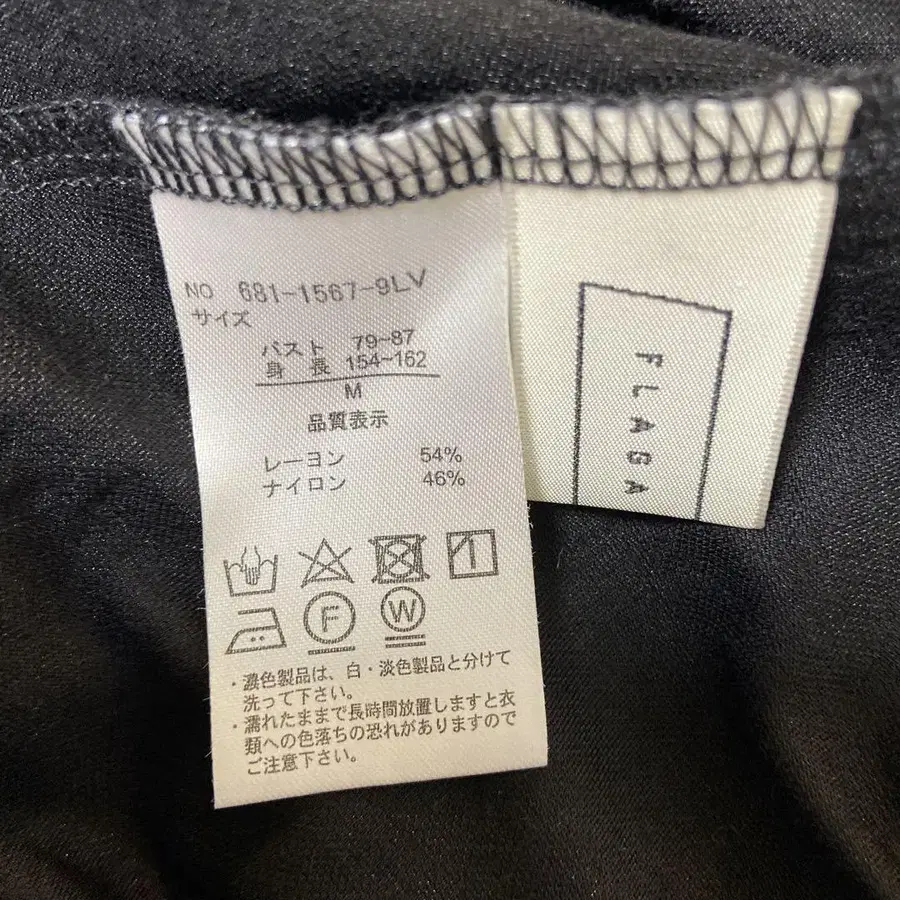 NO 681-1567-9LV
サイズ
バスト 79~87
身長 154~162
M
品質表示
レーヨン 54%
ナイロン 46%
F
W
・濃色製品は、白・淡色製品と分けて
洗って下さい。
・濡れたままで長時間放置しますと衣
類への色落ちの恐れがありますので
ご注意下さい。
FLAGA